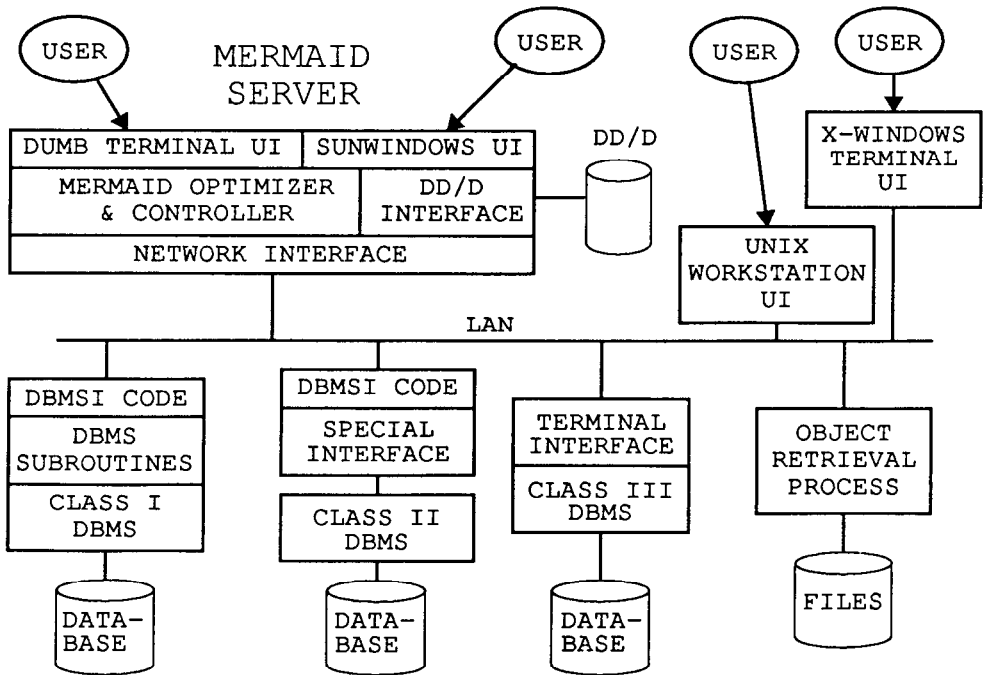 USER
USER
USER
USER
MERMAID
SERVER
DUMB TERMINAL UI
SUNWINDOWS UI
DD/D
X-WINDOWS
TERMINAL
UI
MERMAID OPTIMIZER
& CONTROLLER
DD/D
INTERFACE
NETWORK INTERFACE
UNIX
WORKSTATION
UI
LAN
DBMSI CODE
DBMS
SUBROUTINES
CLASS I
DBMS
DATA-
BASE
DBMSI CODE
SPECIAL
INTERFACE
CLASS II
DBMS
DATA-
BASE
TERMINAL
INTERFACE
CLASS III
DBMS
DATA-
BASE
OBJECT
RETRIEVAL
PROCESS
FILES